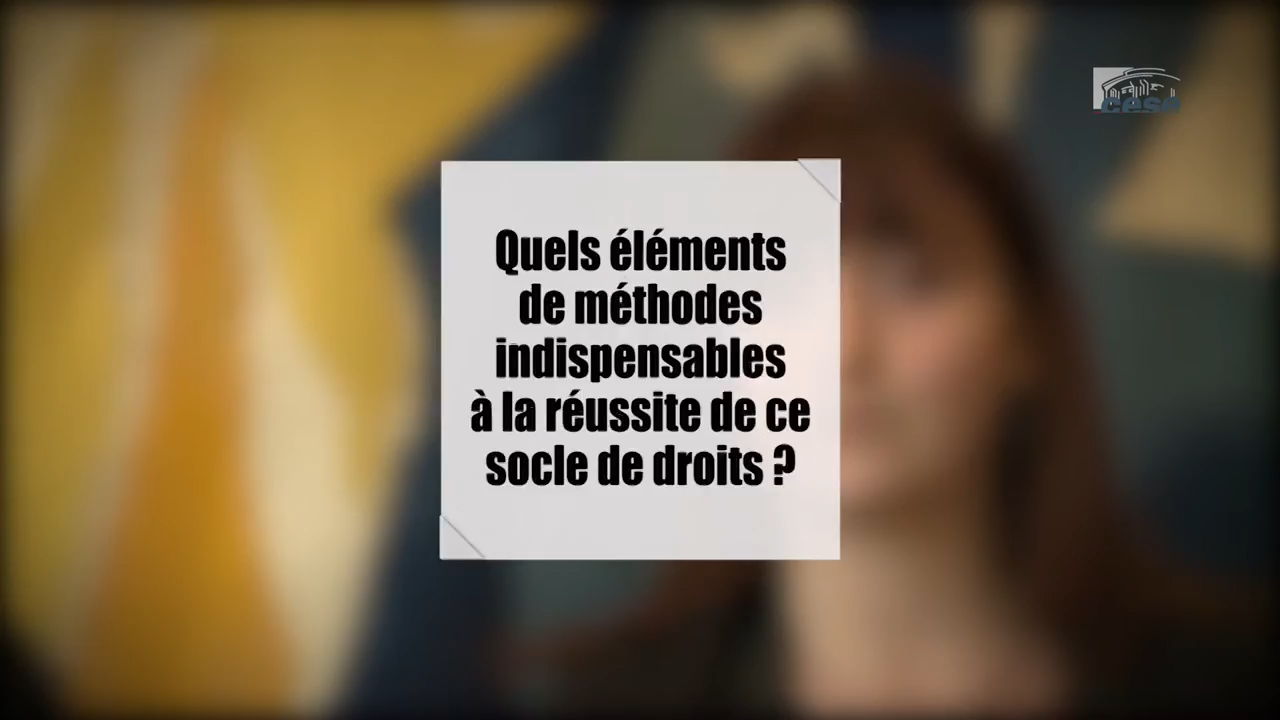 cese
Quels éléments
de méthodes
indispensables
à la réussite de ce
socle de droits ?